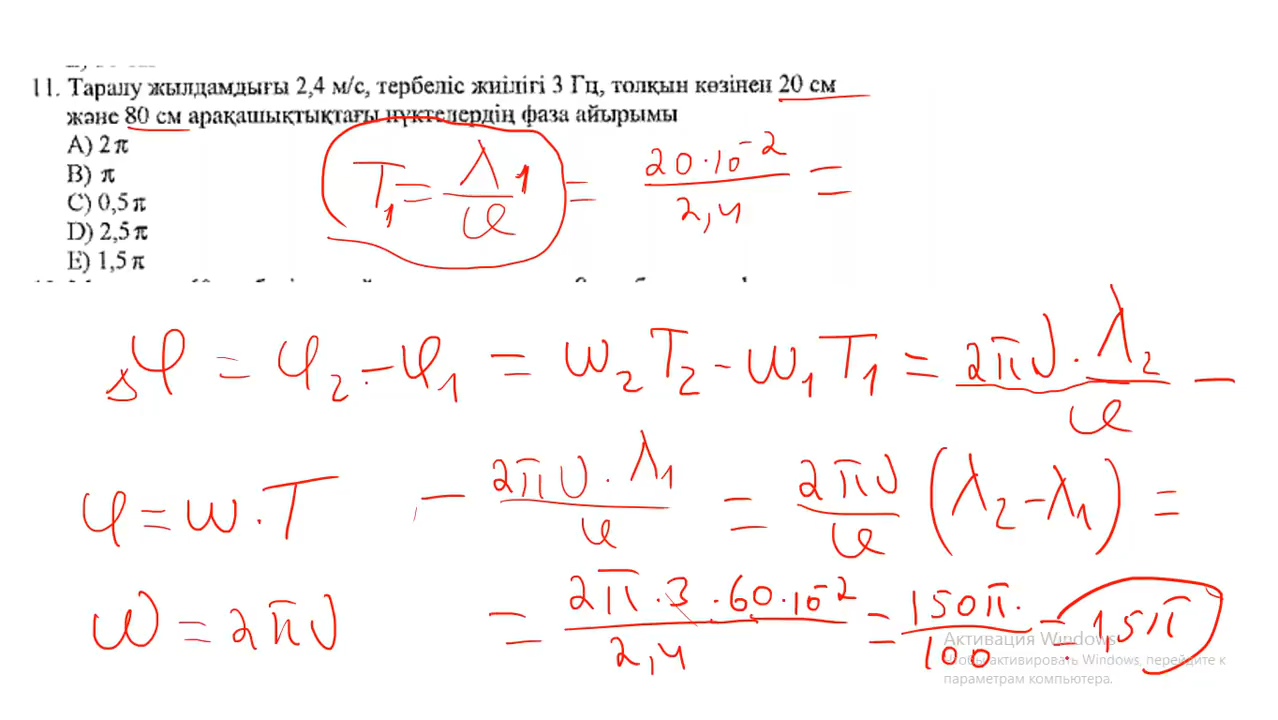 11. Таралу жылдамдығы 2,4 м/с, тербеліс жиілігі 3 Гц, толқын көзінен 20 см
және 80 см арақашықтықтағы нүктелердің фаза айырымы
A) 2π
B) π
C) 0,5π
D) 2,5π
E) 1,5π
T₁ = λ₁/υ = 20·10⁻²/2,4 =
Δφ = φ₂ - φ₁ = ω₂T₂ - ω₁T₁ = 2πν · λ₂/υ -
φ = ω·T
- 2πν · λ₁/υ = 2πν/υ (λ₂ - λ₁) =
ω = 2πν
= 2π·3·60·10⁻²/2,4 = 150π/100 = 1,5π
Активация Windows
Чтобы активировать Windows, перейдите к
параметрам компьютера.